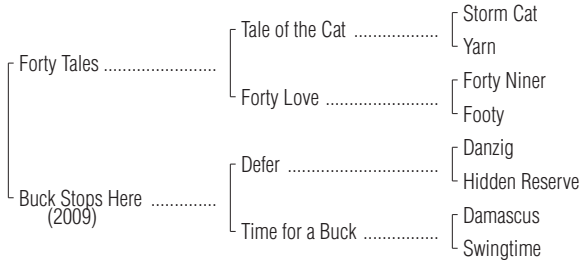 Storm Cat
Tale of the Cat ..................
Yarn
Forty Tales ........................
Forty Niner
Forty Love ........................
Footy
Danzig
Defer ................................
Hidden Reserve
Buck Stops Here ..............
(2009)
Damascus
Time for a Buck ................
Swingtime